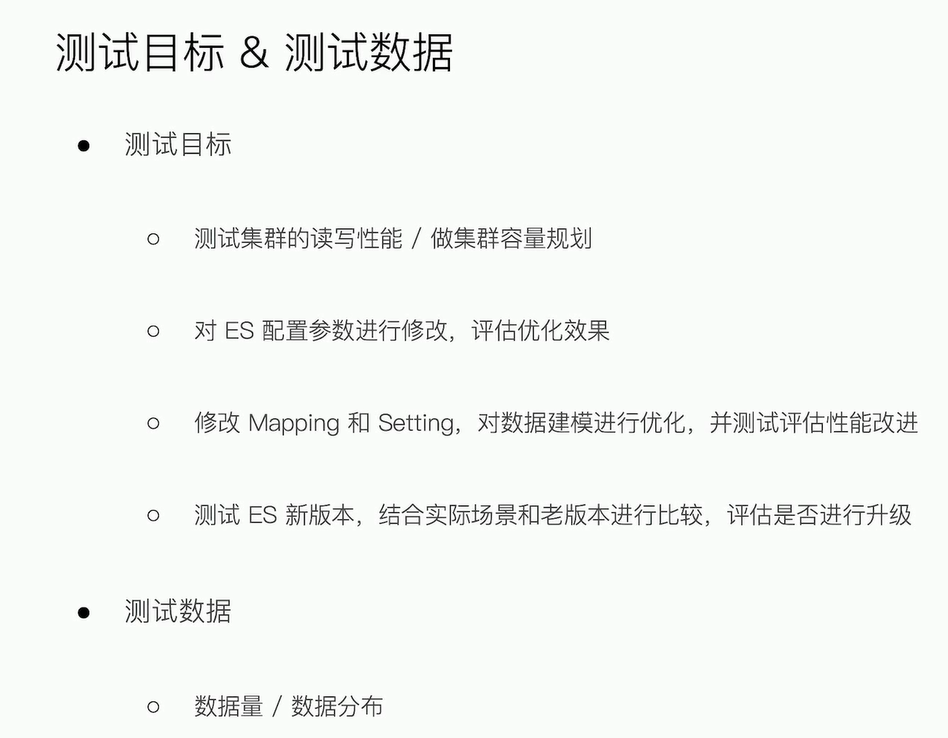 测试目标 & 测试数据
● 测试目标
○ 测试集群的读写性能 / 做集群容量规划
○ 对 ES 配置参数进行修改，评估优化效果
○ 修改 Mapping 和 Setting，对数据建模进行优化，并测试评估性能改进
○ 测试 ES 新版本，结合实际场景和老版本进行比较，评估是否进行升级
● 测试数据
○ 数据量 / 数据分布